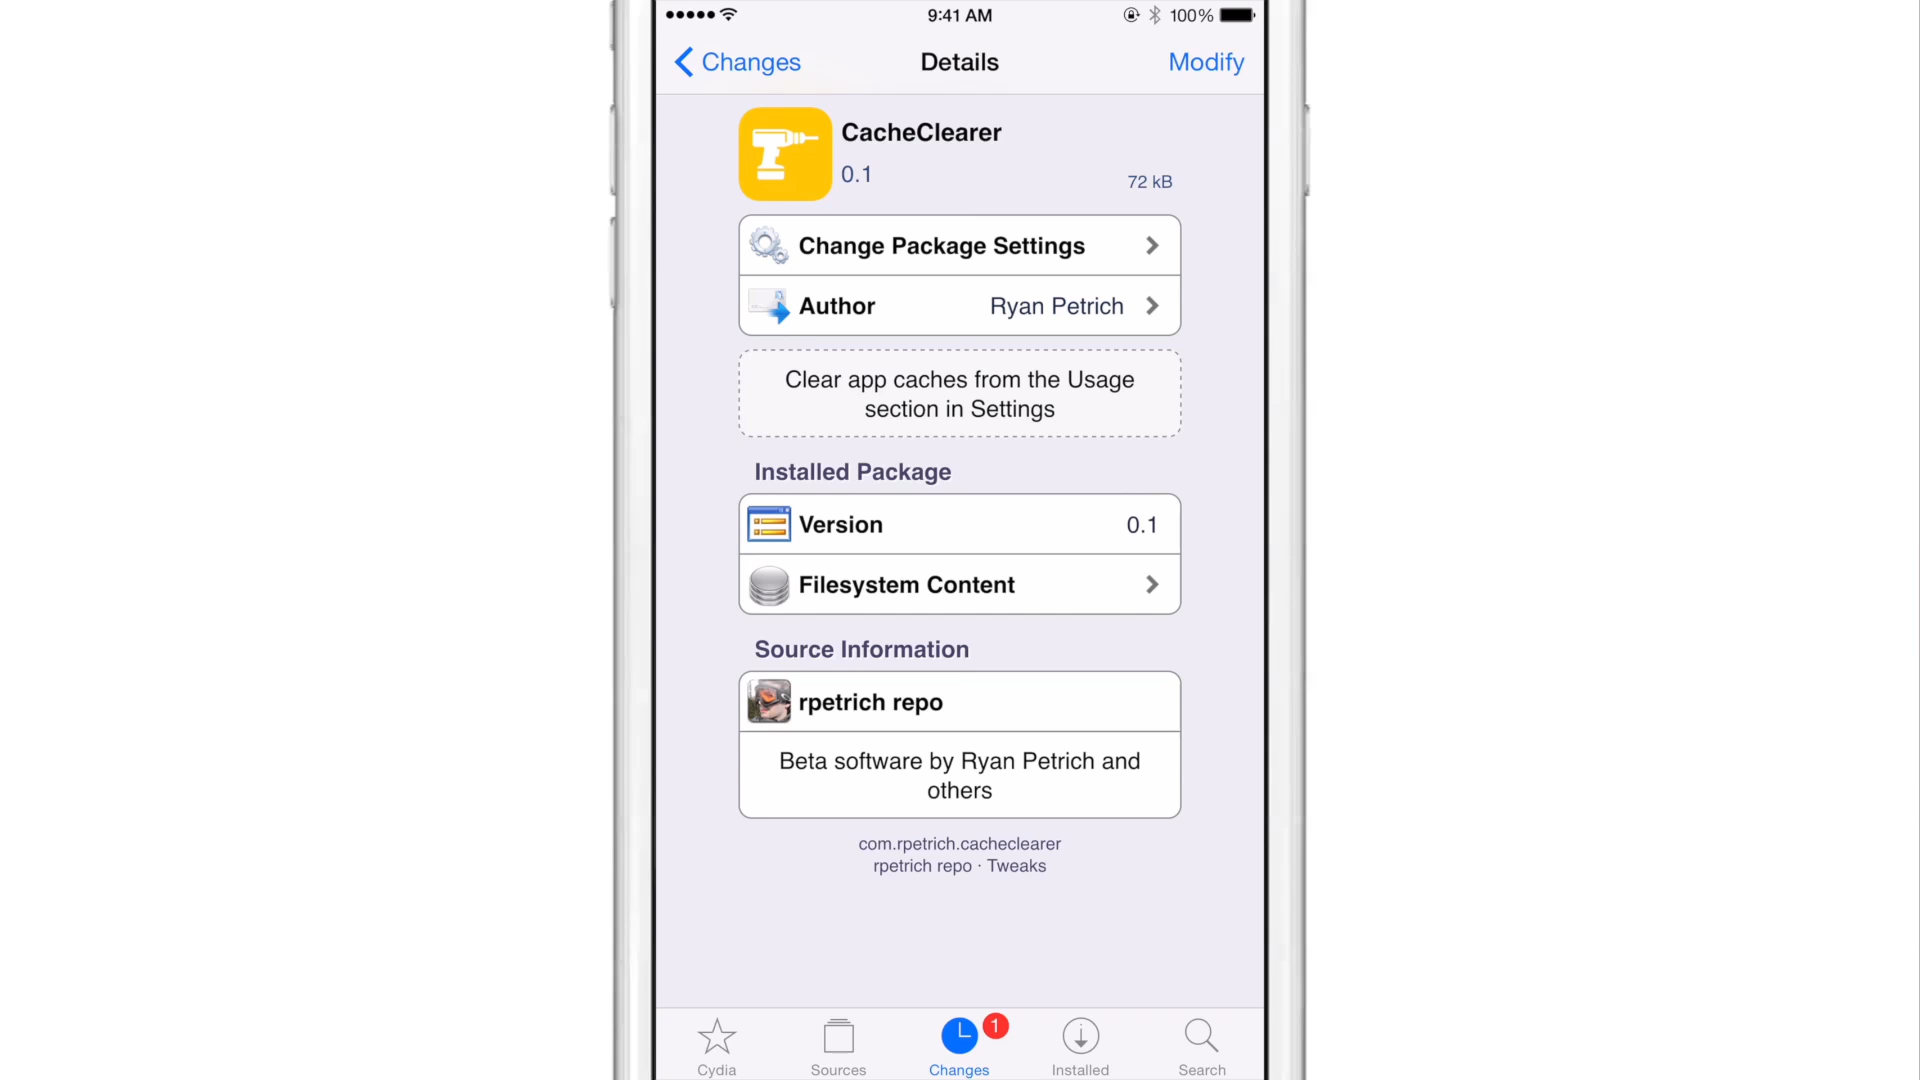 9:41 AM
100%
Changes
Details
Modify
CacheClearer
0.1
72 kB
Change Package Settings
Author
Ryan Petrich
Clear app caches from the Usage
section in Settings
Installed Package
Version
0.1
Filesystem Content
Source Information
rpetrich repo
Beta software by Ryan Petrich and
others
com.rpetrich.cacheclearer
rpetrich repo · Tweaks
1
Cydia
Sources
Changes
Installed
Search